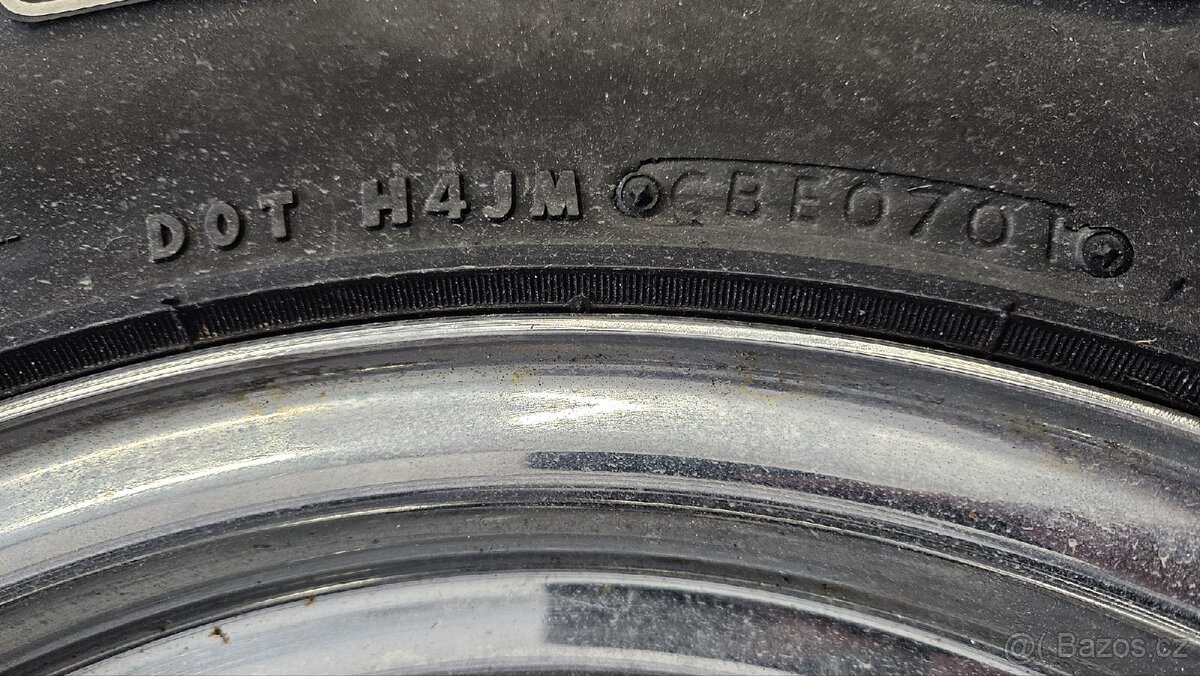 DOT H4JM CBE0701
@( Bazos.cz